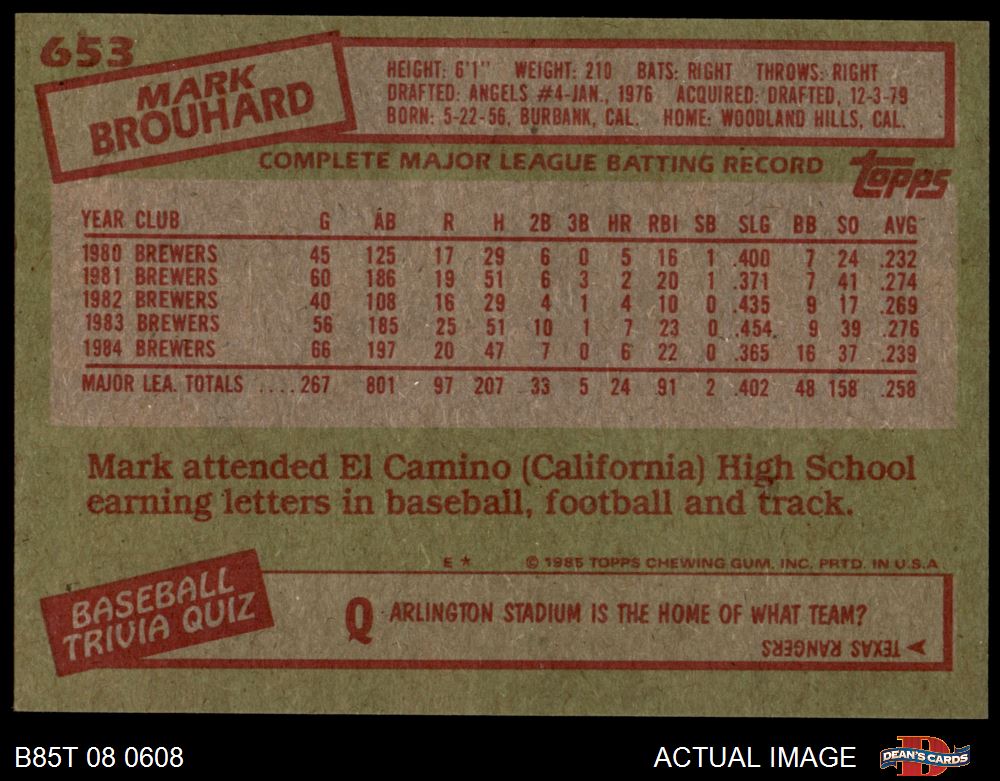 653
MARK
BROUHARD
HEIGHT: 6'1" WEIGHT: 210 BATS: RIGHT THROWS: RIGHT
DRAFTED: ANGELS #4-JAN., 1976 ACQUIRED: DRAFTED, 12-3-79
BORN: 5-22-56, BURBANK, CAL. HOME: WOODLAND HILLS, CAL.
COMPLETE MAJOR LEAGUE BATTING RECORD
Topps
YEAR CLUB G AB R H 2B 3B HR RBI SB SLG BB SO AVG
1980 BREWERS 45 125 17 29 6 0 5 16 1 .400 7 24 .232
1981 BREWERS 60 186 19 51 6 3 2 20 1 .371 7 41 .274
1982 BREWERS 40 108 16 29 4 1 4 10 0 .435 9 17 .269
1983 BREWERS 56 185 25 51 10 1 7 23 0 .454 9 39 .276
1984 BREWERS 66 197 20 47 7 0 6 22 0 .365 16 37 .239
MAJOR LEA. TOTALS ....267 801 97 207 33 5 24 91 2 .402 48 158 .258
Mark attended El Camino (California) High School
earning letters in baseball, football and track.
E ★ © 1985 TOPPS CHEWING GUM, INC. PRTD. IN U.S.A
BASEBALL
TRIVIA QUIZ
Q ARLINGTON STADIUM IS THE HOME OF WHAT TEAM?
TEXAS RANGERS
B85T 08 0608 ACTUAL IMAGE
DEAN'S CARDS